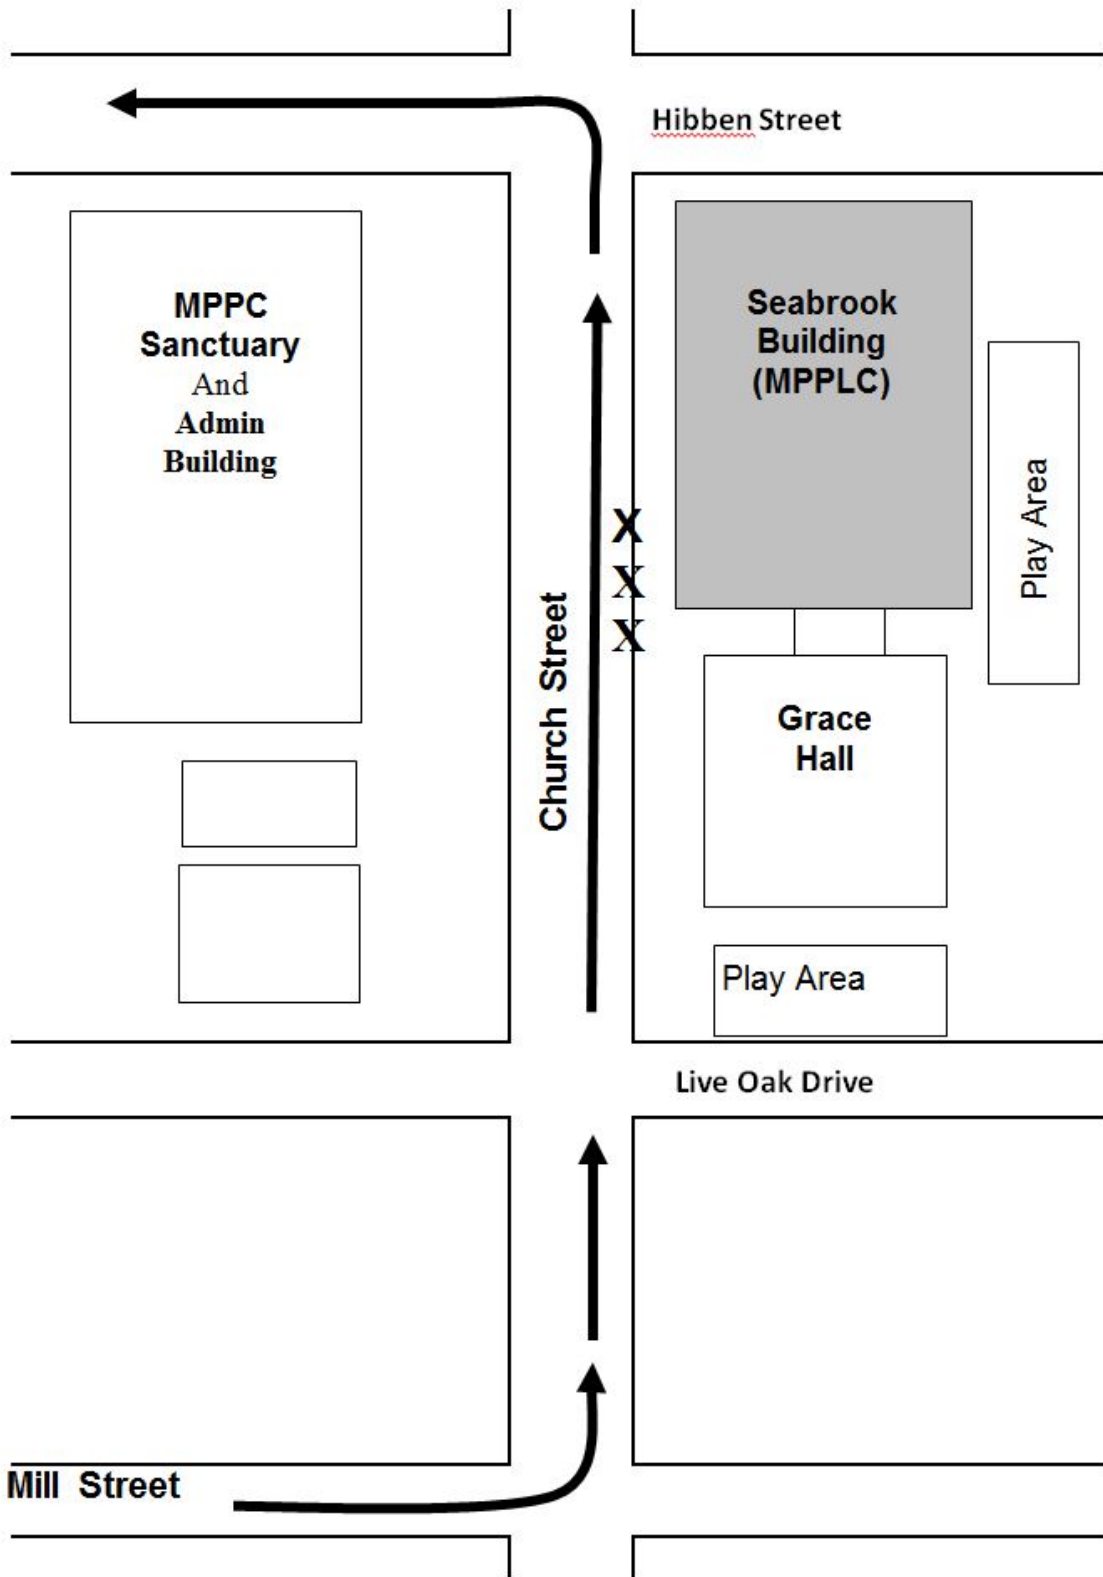 Hibben Street
MPPC
Sanctuary
And
Admin
Building
Seabrook
Building
(MPPLC)
Play Area
X
X
X
Church Street
Grace
Hall
Play Area
Live Oak Drive
Mill Street